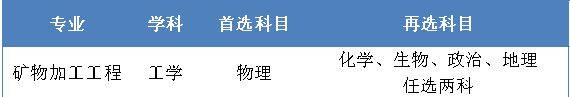 专业 学科 首选科目 再选科目
矿物加工工程 工学 物理 化学、生物、政治、地理
任选两科